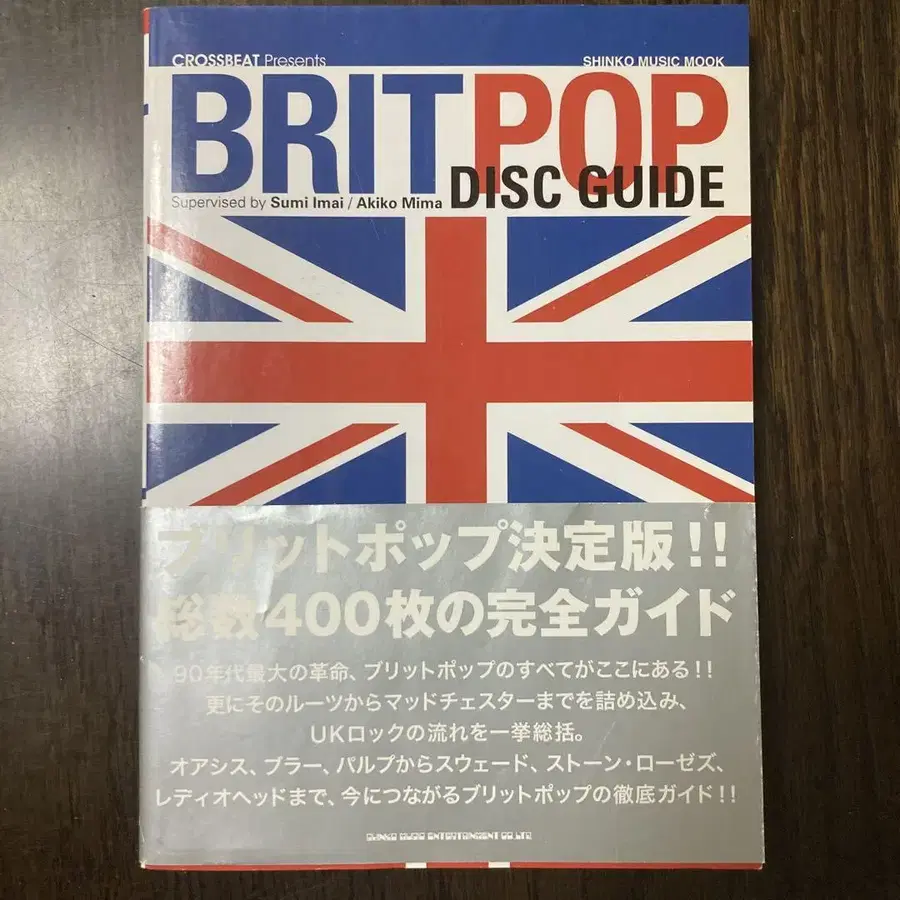 CROSSBEAT Presents
SHINKO MUSIC MOOK
BRITPOP
Supervised by Sumi Imai / Akiko Mima
DISC GUIDE
ブリットポップ決定版!!
総数400枚の完全ガイド
90年代最大の革命、ブリットポップのすべてがここにある!!
更にそのルーツからマッドチェスターまでを詰め込み、
UKロックの流れを一挙総括。
オアシス、ブラー、パルプからスウェード、ストーン・ローゼズ、
レディオヘッドまで、今につながるブリットポップの徹底ガイド!!
SHINKO MUSIC ENTERTAINMENT CO.,LTD.